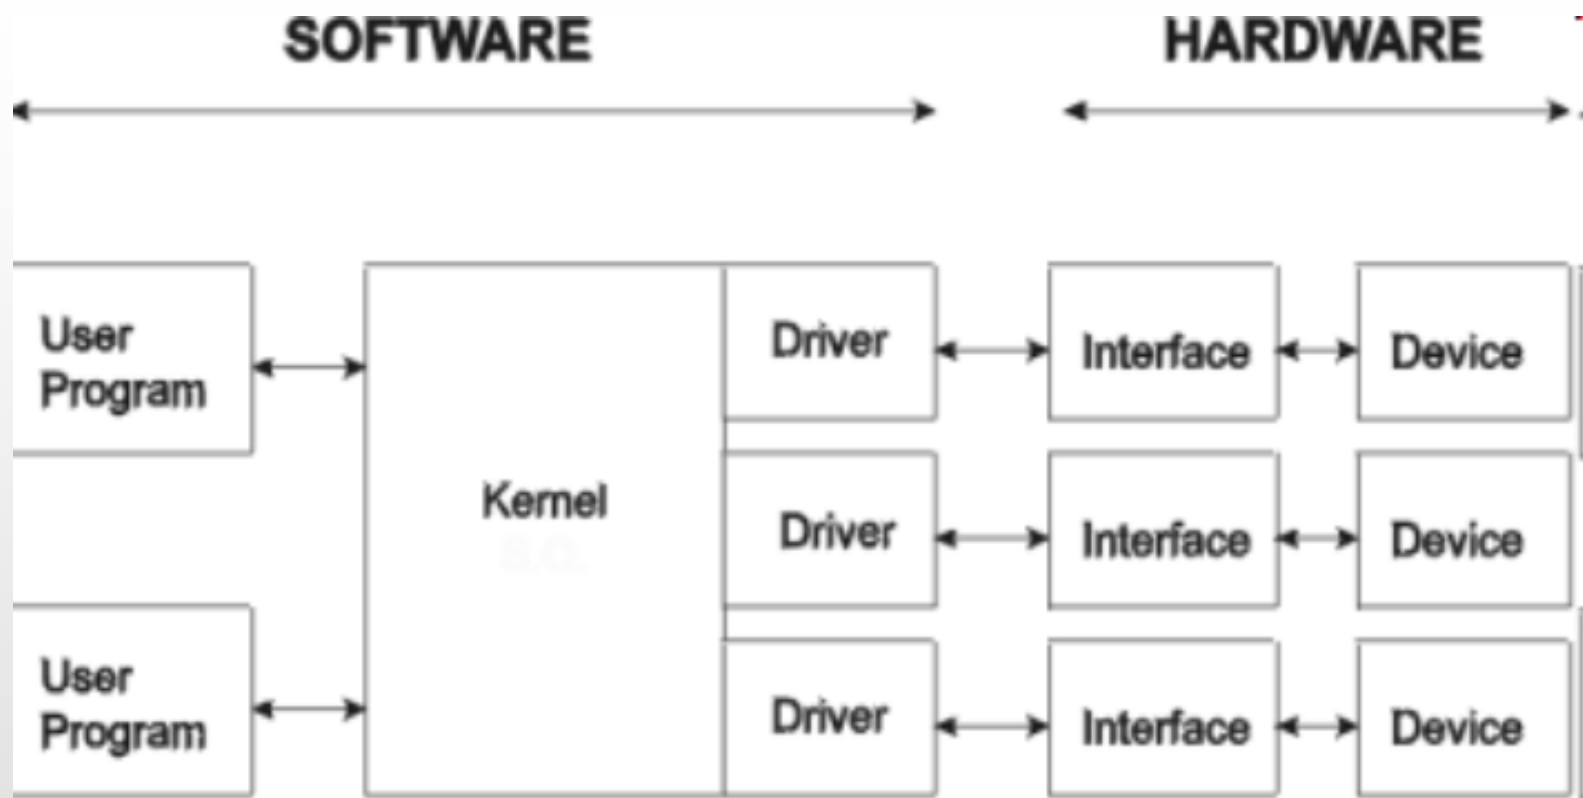 SOFTWARE
HARDWARE
User
Program
Kernel
S.O.
Driver
Interface
Device
Driver
Interface
Device
User
Program
Driver
Interface
Device